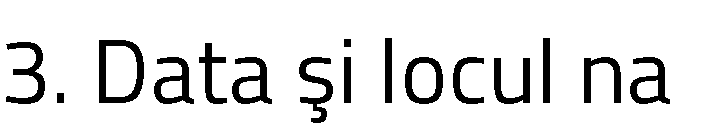 3. Data şi locul na